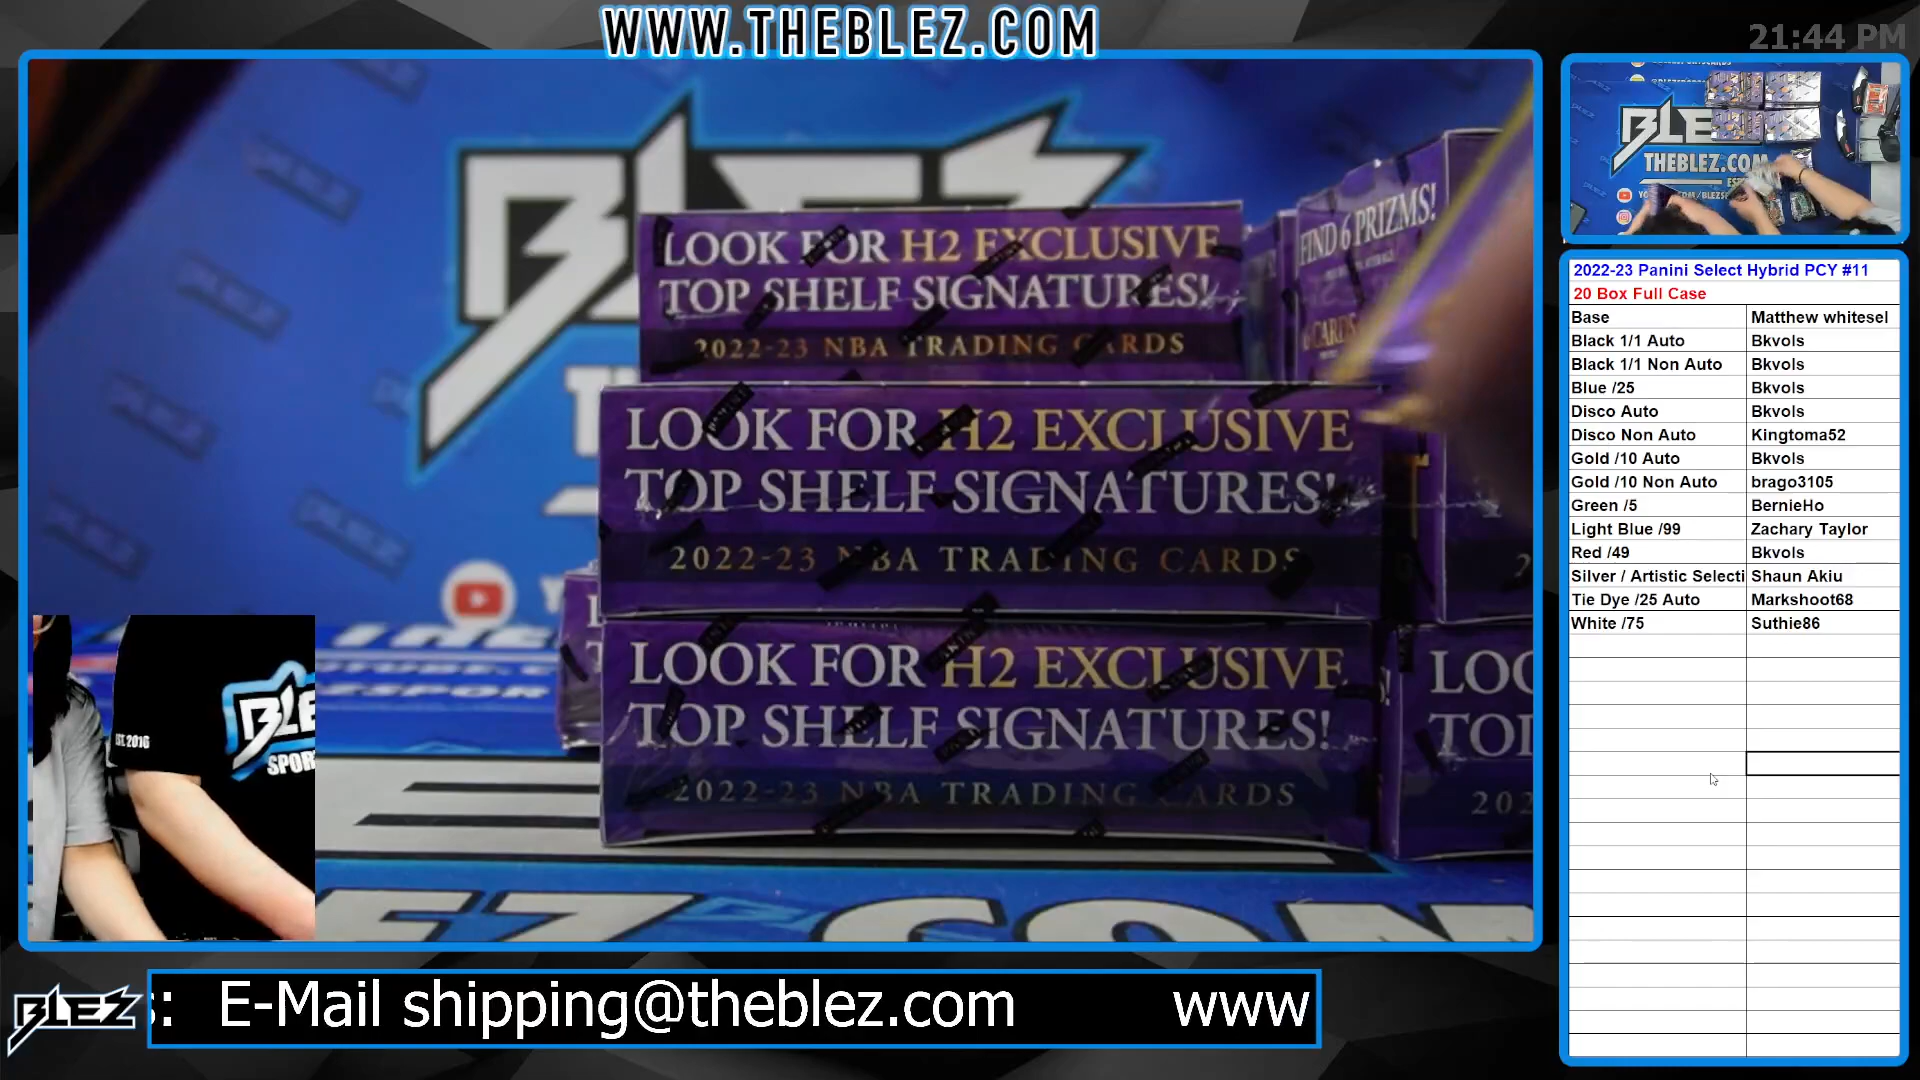 WWW.THEBLEZ.COM
21:44 PM
BLEZ
LOOK FOR H2 EXCLUSIVE
TOP SHELF SIGNATURES!
2022-23 NBA TRADING CARDS
FIND 6 PRIZMS!
LOOK FOR H2 EXCLUSIVE
TOP SHELF SIGNATURES!
2022-23 NBA TRADING CARDS
LOOK FOR H2 EXCLUSIVE
TOP SHELF SIGNATURES!
2022-23 NBA TRADING CARDS
EST. 2016
THEBLEZ.COM
2022-23 Panini Select Hybrid PCY #11
20 Box Full Case
Base Matthew whitesel
Black 1/1 Auto Bkvols
Black 1/1 Non Auto Bkvols
Blue /25 Bkvols
Disco Auto Bkvols
Disco Non Auto Kingtoma52
Gold /10 Auto Bkvols
Gold /10 Non Auto brago3105
Green /5 BernieHo
Light Blue /99 Zachary Taylor
Red /49 Bkvols
Silver / Artistic Selecti Shaun Akiu
Tie Dye /25 Auto Markshoot68
White /75 Suthie86
BLEZ
s: E-Mail shipping@theblez.com www